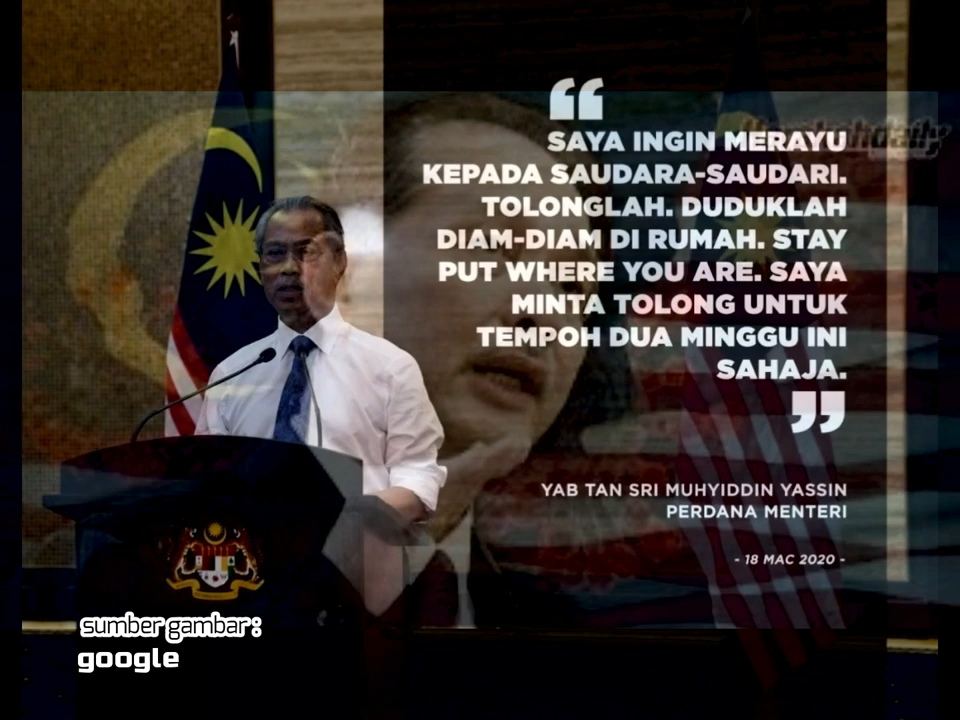 “
SAYA INGIN MERAYU
KEPADA SAUDARA-SAUDARI.
TOLONGLAH. DUDUKLAH
DIAM-DIAM DI RUMAH. STAY
PUT WHERE YOU ARE. SAYA
MINTA TOLONG UNTUK
TEMPOH DUA MINGGU INI
SAHAJA.
”
YAB TAN SRI MUHYIDDIN YASSIN
PERDANA MENTERI
- 18 MAC 2020 -
sumber gambar:
google